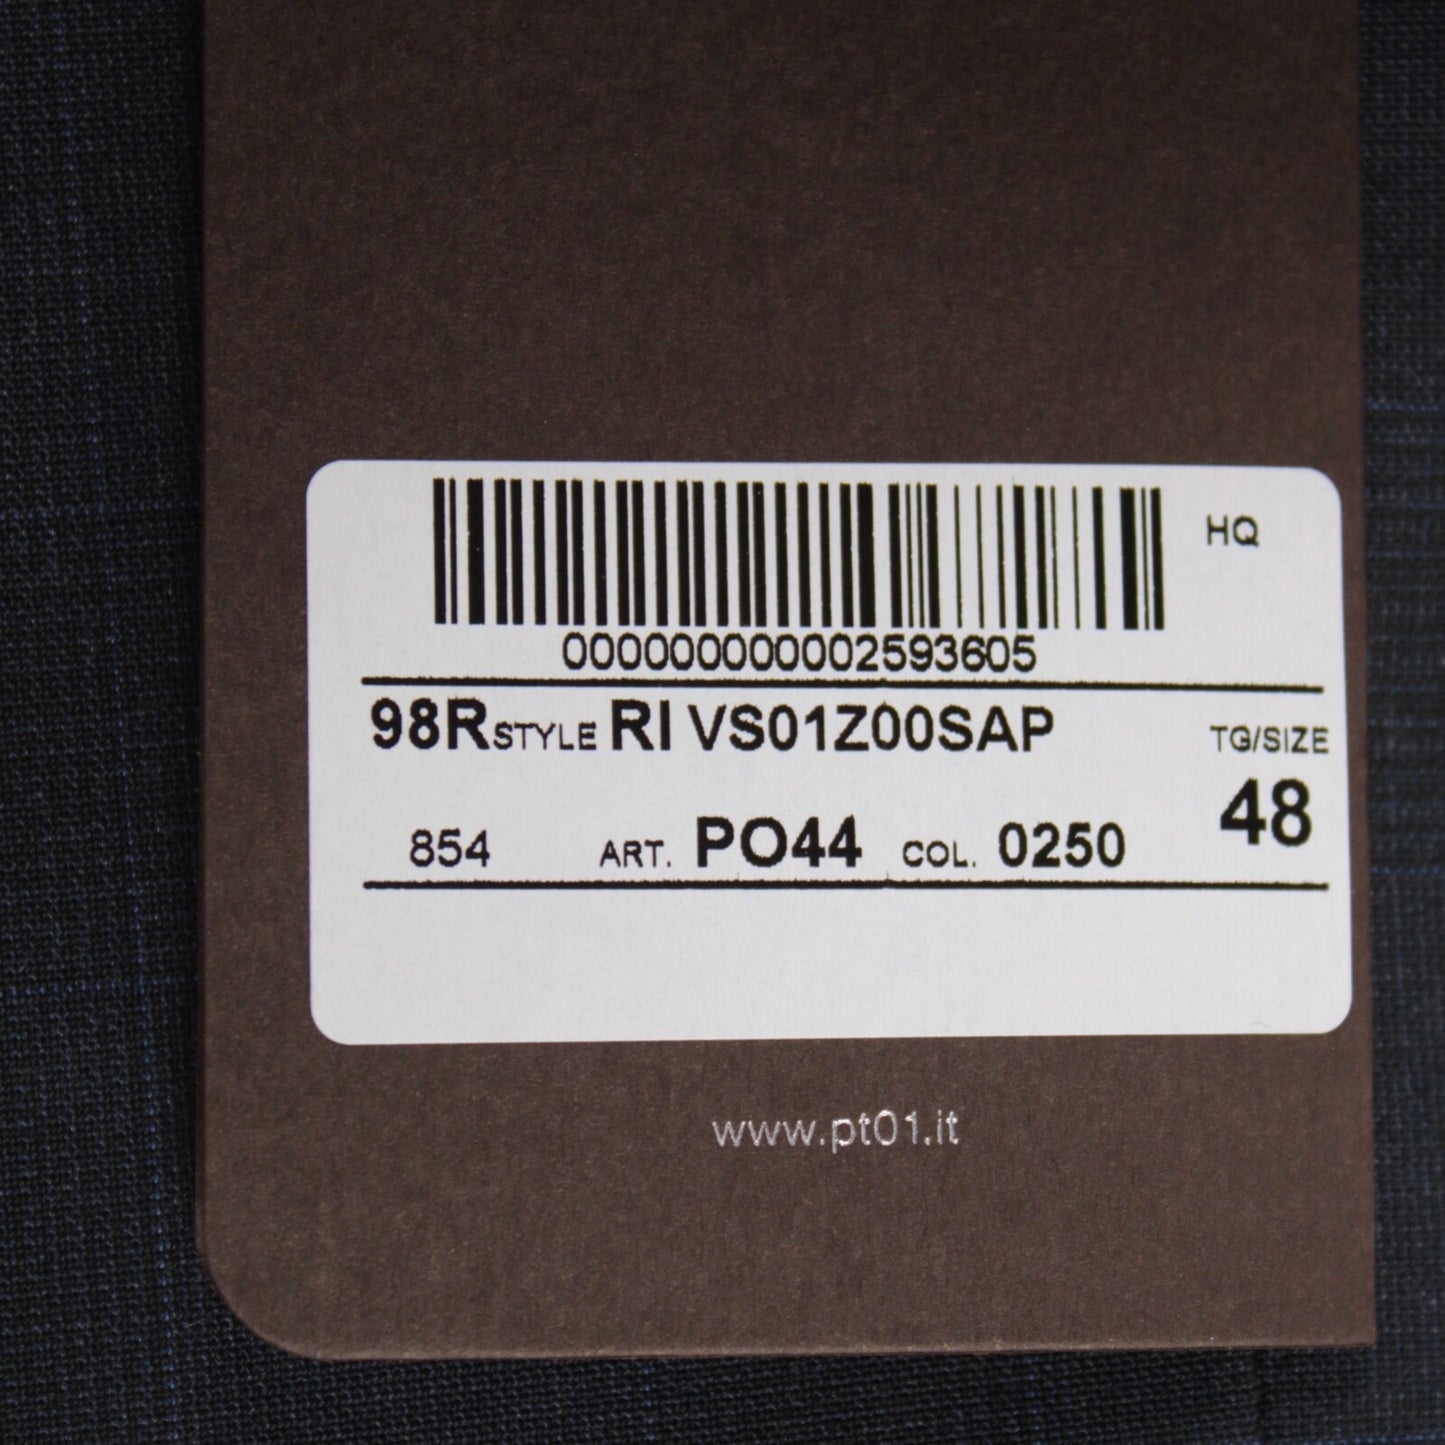 HQ
000000000002593605
98R STYLE RI VS01Z00SAP
TG/SIZE
48
854 ART. PO44 COL. 0250
www.pt01.it